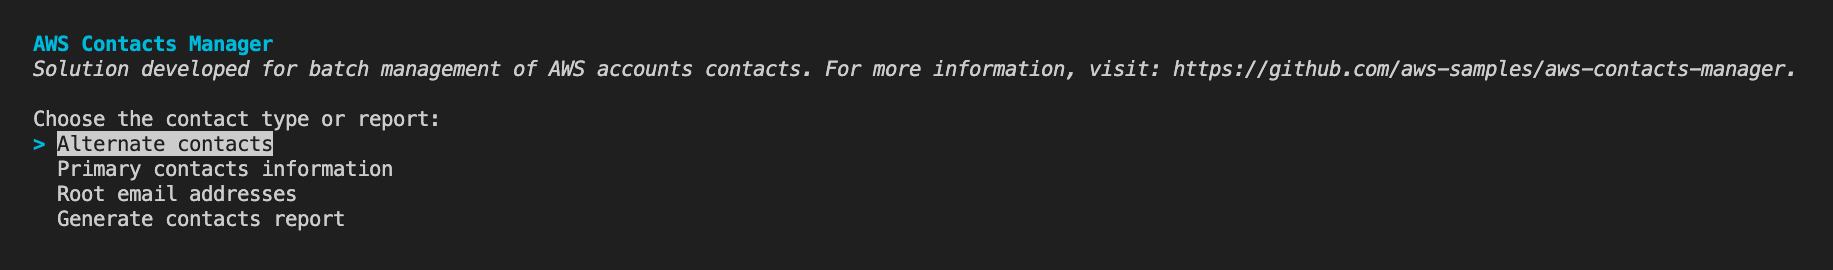 AWS Contacts Manager
Solution developed for batch management of AWS accounts contacts. For more information, visit: https://github.com/aws-samples/aws-contacts-manager.
Choose the contact type or report:
> Alternate contacts
Primary contacts information
Root email addresses
Generate contacts report